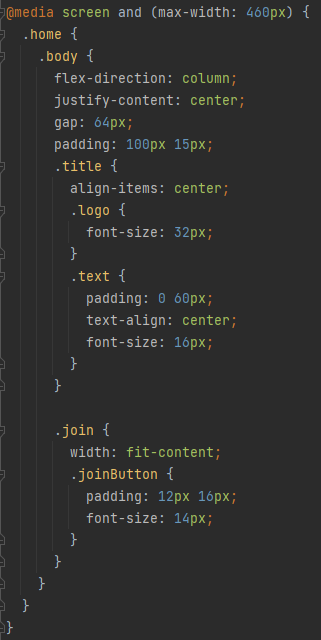 @media screen and (max-width: 460px) {
  .home {
    .body {
      flex-direction: column;
      justify-content: center;
      gap: 64px;
      padding: 100px 15px;
      .title {
        align-items: center;
        .logo {
          font-size: 32px;
        }
        .text {
          padding: 0 60px;
          text-align: center;
          font-size: 16px;
        }
      }

      .join {
        width: fit-content;
        .joinButton {
          padding: 12px 16px;
          font-size: 14px;
        }
      }
    }
  }
}